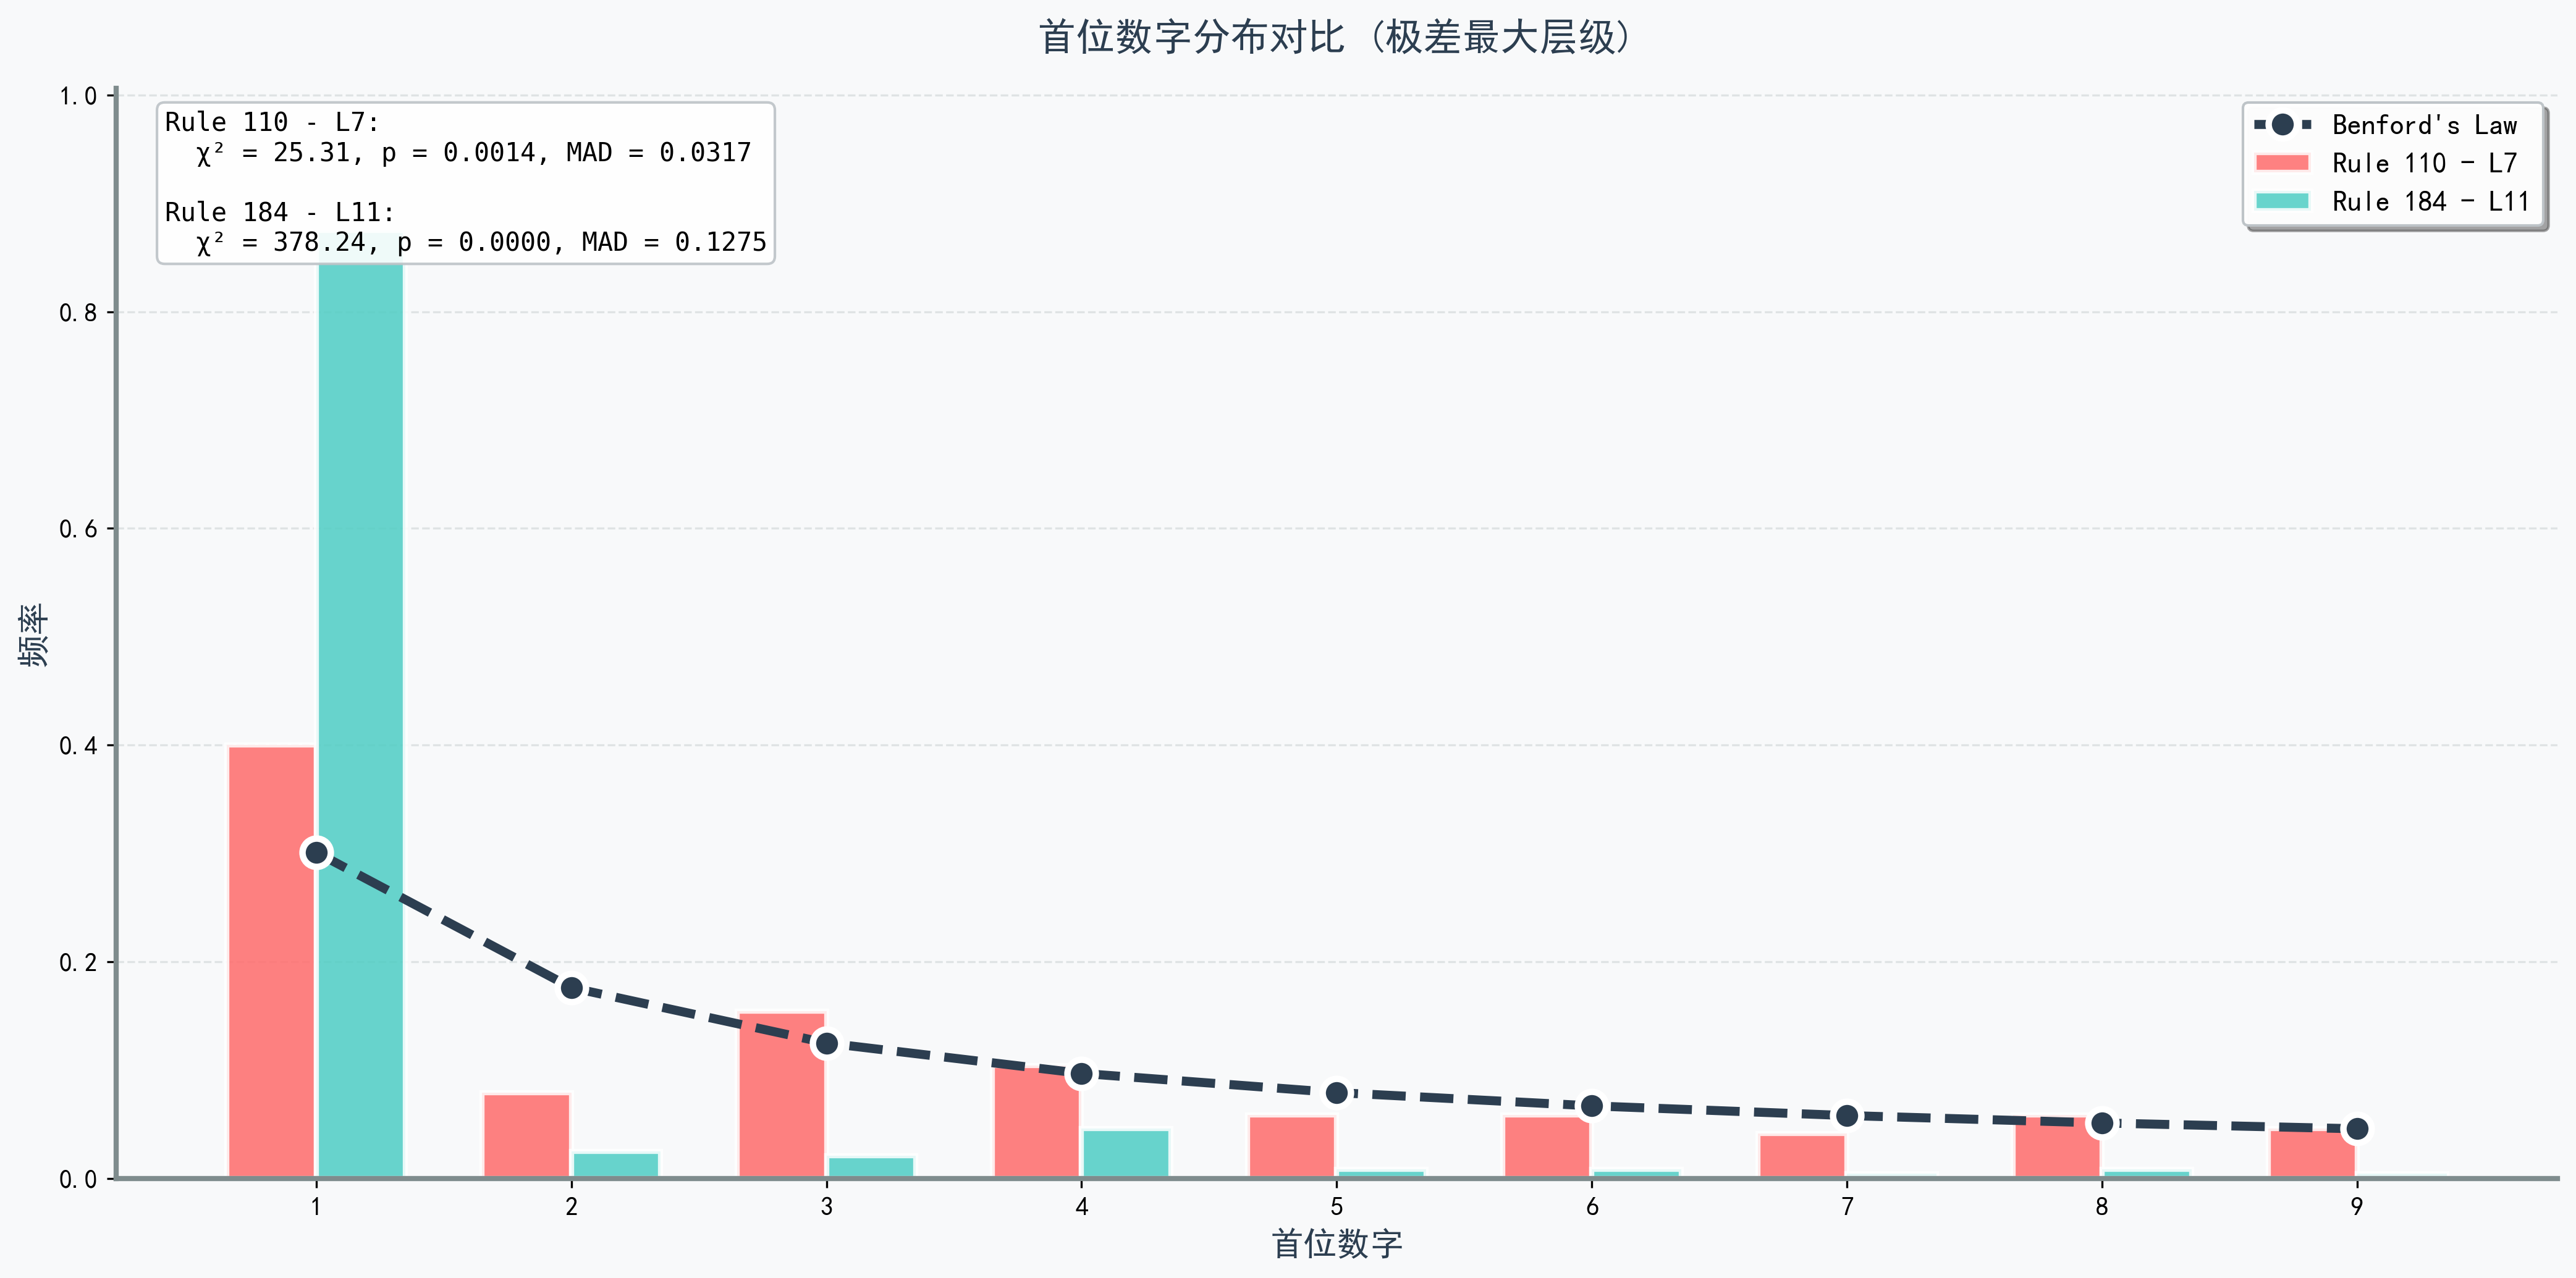 首位数字分布对比（极差最大层级）
1.0
0.8
0.6
0.4
0.2
0.0
频率
Rule 110 - L7:
χ² = 25.31, p = 0.0014, MAD = 0.0317
Rule 184 - L11:
χ² = 378.24, p = 0.0000, MAD = 0.1275
Benford's Law
Rule 110 - L7
Rule 184 - L11
1 2 3 4 5 6 7 8 9
首位数字